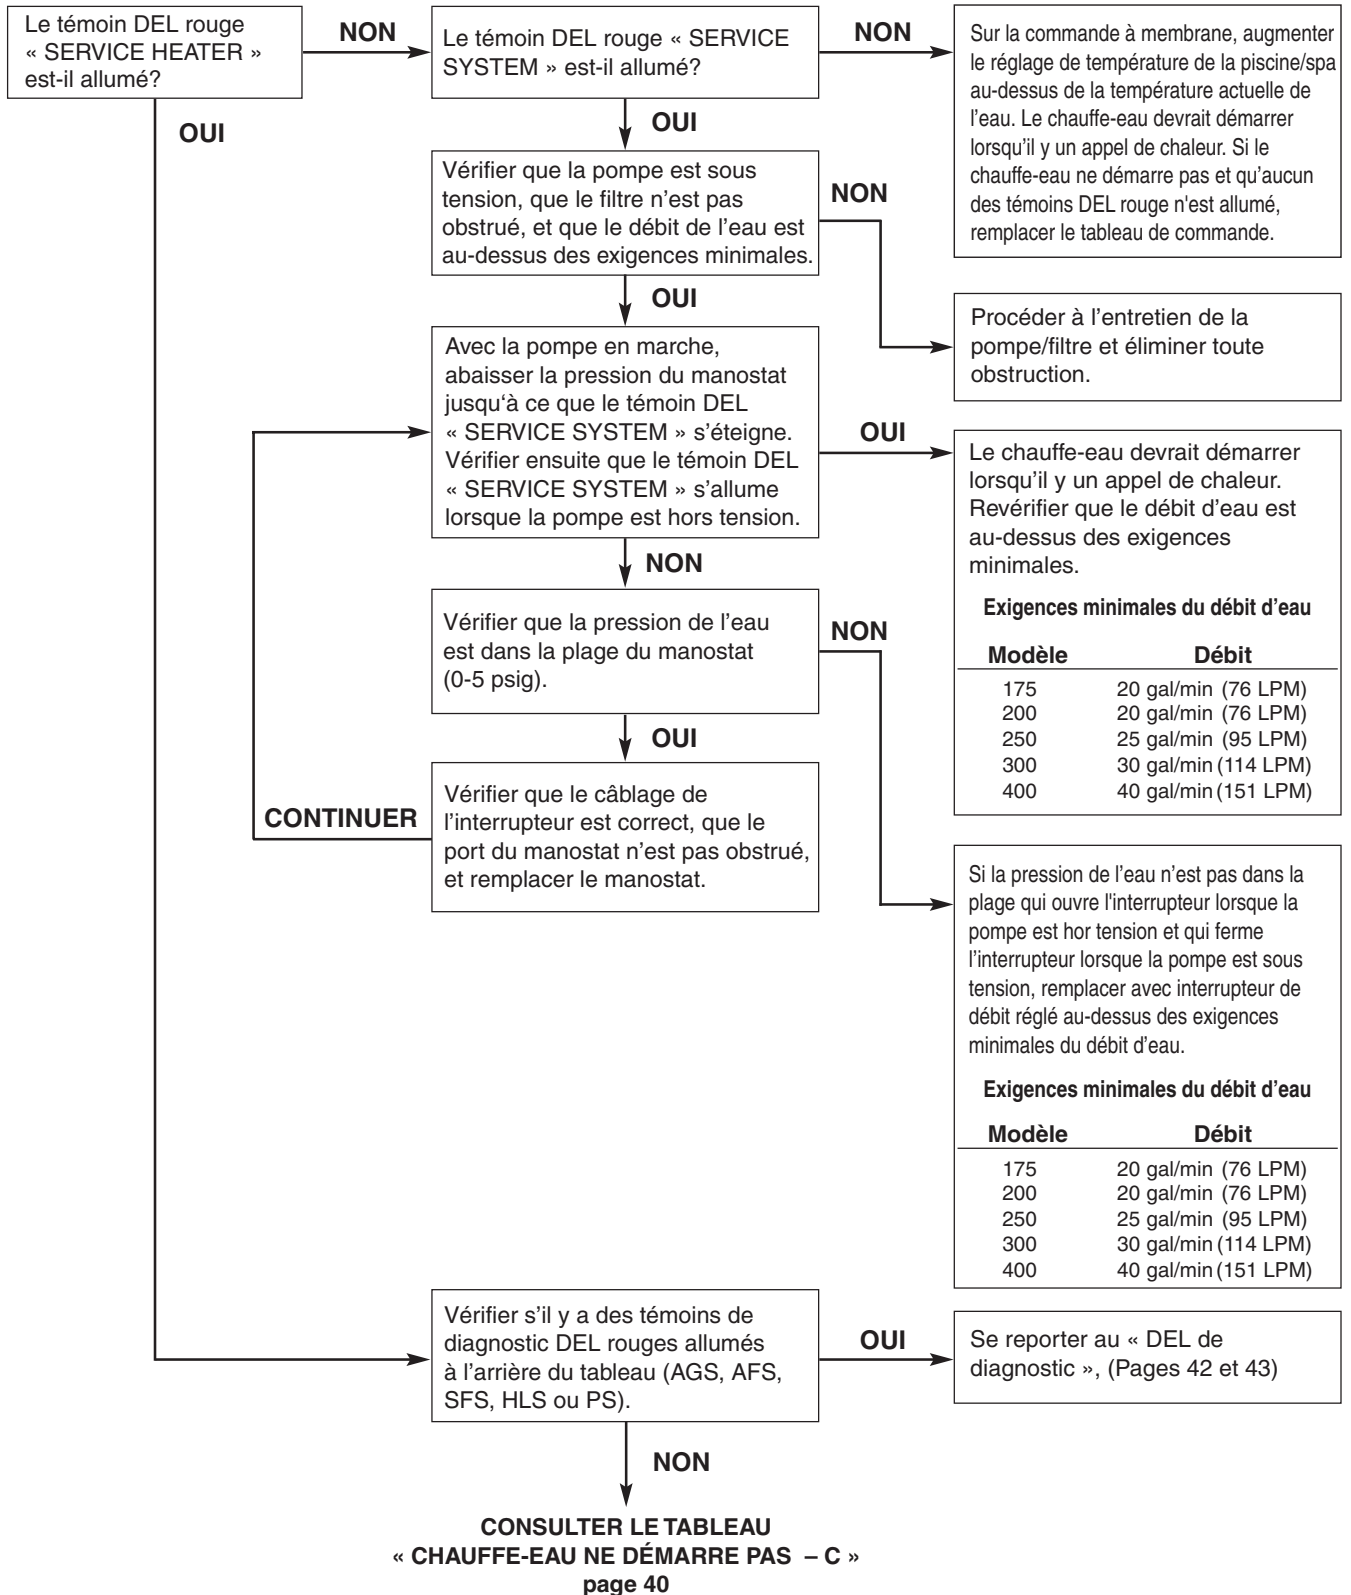 Le témoin DEL rouge
« SERVICE HEATER »
est-il allumé?
NON
Le témoin DEL rouge « SERVICE
SYSTEM » est-il allumé?
NON
Sur la commande à membrane, augmenter
le réglage de température de la piscine/spa
au-dessus de la température actuelle de
l’eau. Le chauffe-eau devrait démarrer
lorsqu’il y un appel de chaleur. Si le
chauffe-eau ne démarre pas et qu’aucun
des témoins DEL rouge n'est allumé,
remplacer le tableau de commande.
OUI
OUI
Vérifier que la pompe est sous
tension, que le filtre n’est pas
obstrué, et que le débit de l’eau est
au-dessus des exigences minimales.
NON
Procéder à l’entretien de la
pompe/filtre et éliminer toute
obstruction.
OUI
Avec la pompe en marche,
abaisser la pression du manostat
jusqu‘à ce que le témoin DEL
« SERVICE SYSTEM » s’éteigne.
Vérifier ensuite que le témoin DEL
« SERVICE SYSTEM » s’allume
lorsque la pompe est hors tension.
OUI
Le chauffe-eau devrait démarrer
lorsqu’il y un appel de chaleur.
Revérifier que le débit d’eau est
au-dessus des exigences
minimales.
Exigences minimales du débit d’eau
Modèle Débit
175 20 gal/min (76 LPM)
200 20 gal/min (76 LPM)
250 25 gal/min (95 LPM)
300 30 gal/min (114 LPM)
400 40 gal/min (151 LPM)
NON
Vérifier que la pression de l’eau
est dans la plage du manostat
(0-5 psig).
NON
Si la pression de l’eau n’est pas dans la
plage qui ouvre l'interrupteur lorsque la
pompe est hor tension et qui ferme
l’interrupteur lorsque la pompe est sous
tension, remplacer avec interrupteur de
débit réglé au-dessus des exigences
minimales du débit d’eau.
Exigences minimales du débit d’eau
Modèle Débit
175 20 gal/min (76 LPM)
200 20 gal/min (76 LPM)
250 25 gal/min (95 LPM)
300 30 gal/min (114 LPM)
400 40 gal/min (151 LPM)
OUI
Vérifier que le câblage de
l’interrupteur est correct, que le
port du manostat n’est pas obstrué,
et remplacer le manostat.
CONTINUER
Vérifier s’il y a des témoins de
diagnostic DEL rouges allumés
à l’arrière du tableau (AGS, AFS,
SFS, HLS ou PS).
OUI
Se reporter au « DEL de
diagnostic », (Pages 42 et 43)
NON
CONSULTER LE TABLEAU
« CHAUFFE-EAU NE DÉMARRE PAS – C »
page 40